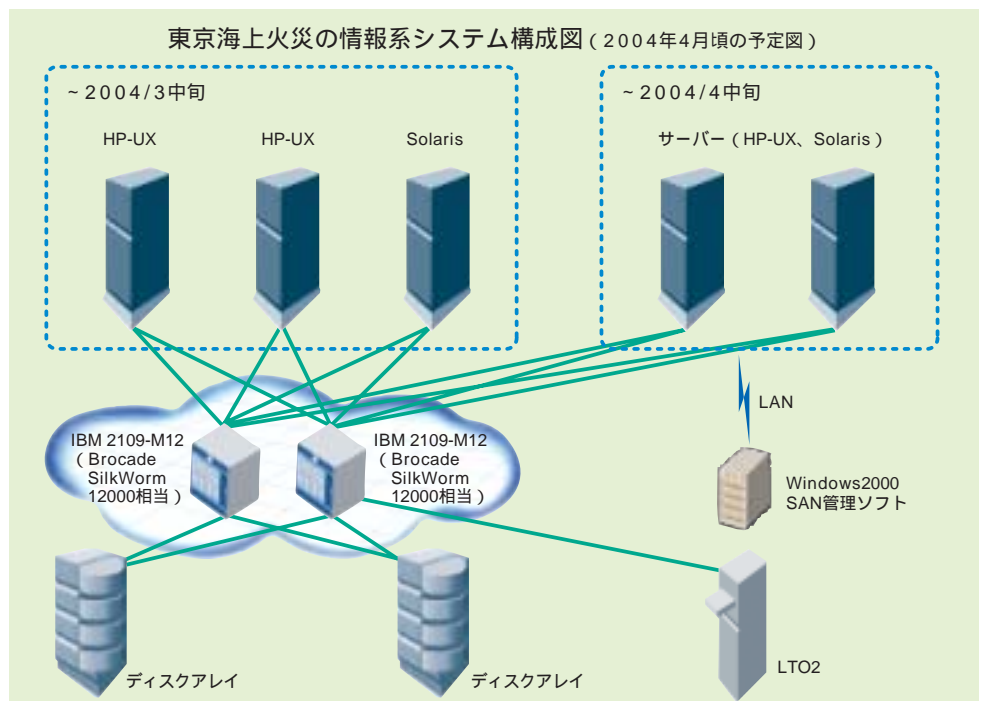 東京海上火災の情報系システム構成図（2004年4月頃の予定図）
~2004/3中旬
~2004/4中旬
HP-UX
HP-UX
Solaris
サーバー（HP-UX、Solaris）
LAN
IBM 2109-M12
（Brocade
SilkWorm
12000相当）
IBM 2109-M12
（Brocade
SilkWorm
12000相当）
Windows2000
SAN管理ソフト
ディスクアレイ
ディスクアレイ
LTO2